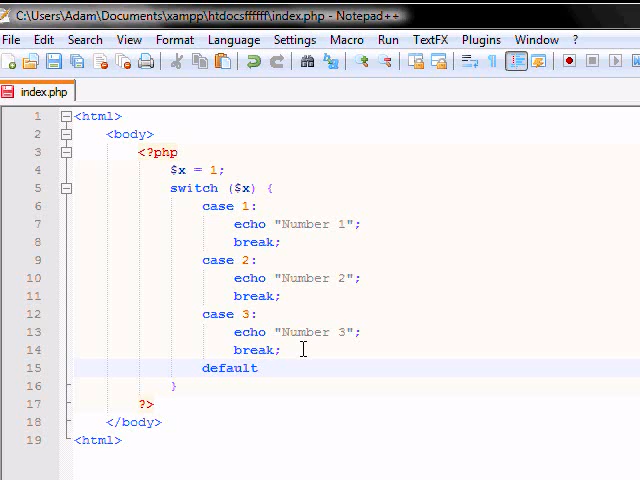 C:\Users\Adam\Documents\xampp\htdocsffffff\index.php - Notepad++
File Edit Search View Encoding Language Settings Macro Run TextFX Plugins Window ?
index.php
1 <html>
2 <body>
3 <?php
4 $x = 1;
5 switch ($x) {
6 case 1:
7 echo "Number 1";
8 break;
9 case 2:
10 echo "Number 2";
11 break;
12 case 3:
13 echo "Number 3";
14 break;
15 default
16 }
17 ?>
18 </body>
19 <html>